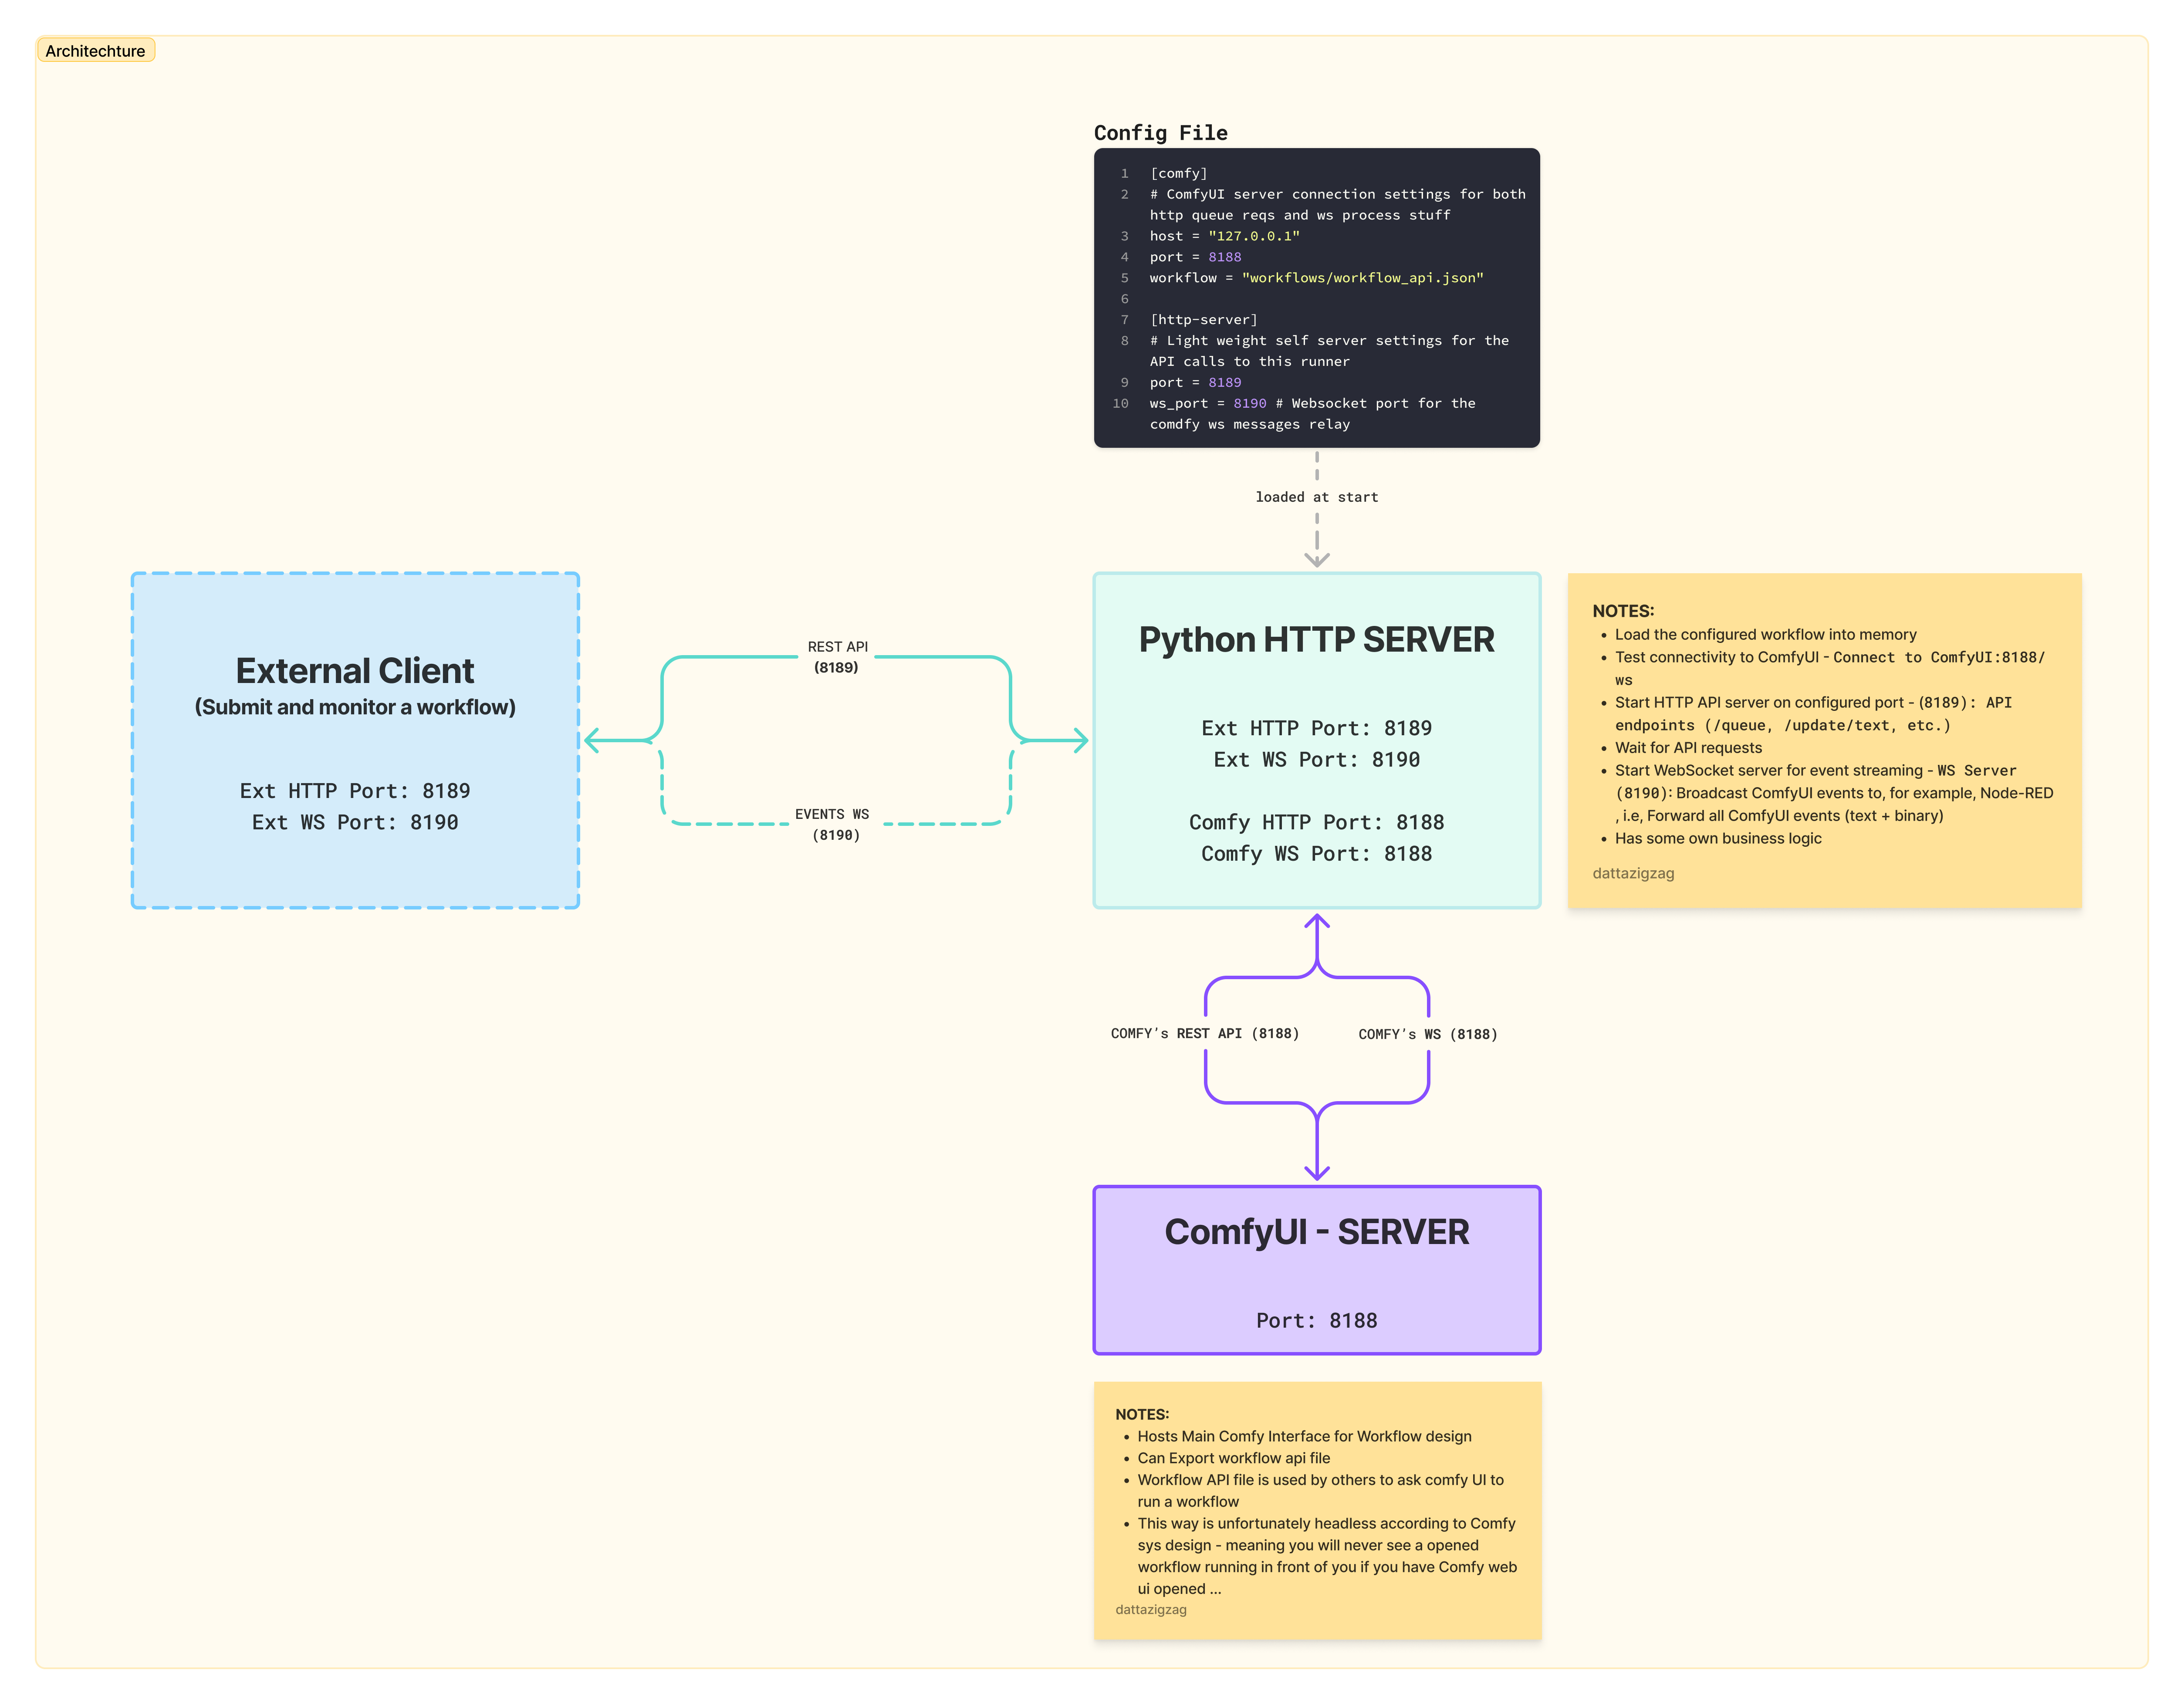 Architechture
Config File
1 [comfy]
2 # ComfyUI server connection settings for both
http queue reqs and ws process stuff
3 host = "127.0.0.1"
4 port = 8188
5 workflow = "workflows/workflow_api.json"
6
7 [http-server]
8 # Light weight self server settings for the
API calls to this runner
9 port = 8189
10 ws_port = 8190 # Websocket port for the
comdfy ws messages relay
loaded at start
External Client
(Submit and monitor a workflow)
Ext HTTP Port: 8189
Ext WS Port: 8190
REST API
(8189)
EVENTS WS
(8190)
Python HTTP SERVER
Ext HTTP Port: 8189
Ext WS Port: 8190
Comfy HTTP Port: 8188
Comfy WS Port: 8188
NOTES:
• Load the configured workflow into memory
• Test connectivity to ComfyUI - Connect to ComfyUI:8188/
ws
• Start HTTP API server on configured port - (8189): API
endpoints (/queue, /update/text, etc.)
• Wait for API requests
• Start WebSocket server for event streaming - WS Server
(8190): Broadcast ComfyUI events to, for example, Node-RED
, i.e, Forward all ComfyUI events (text + binary)
• Has some own business logic
dattazigzag
COMFY’s REST API (8188)
COMFY’s WS (8188)
ComfyUI - SERVER
Port: 8188
NOTES:
• Hosts Main Comfy Interface for Workflow design
• Can Export workflow api file
• Workflow API file is used by others to ask comfy UI to
run a workflow
• This way is unfortunately headless according to Comfy
sys design - meaning you will never see a opened
workflow running in front of you if you have Comfy web
ui opened ...
dattazigzag